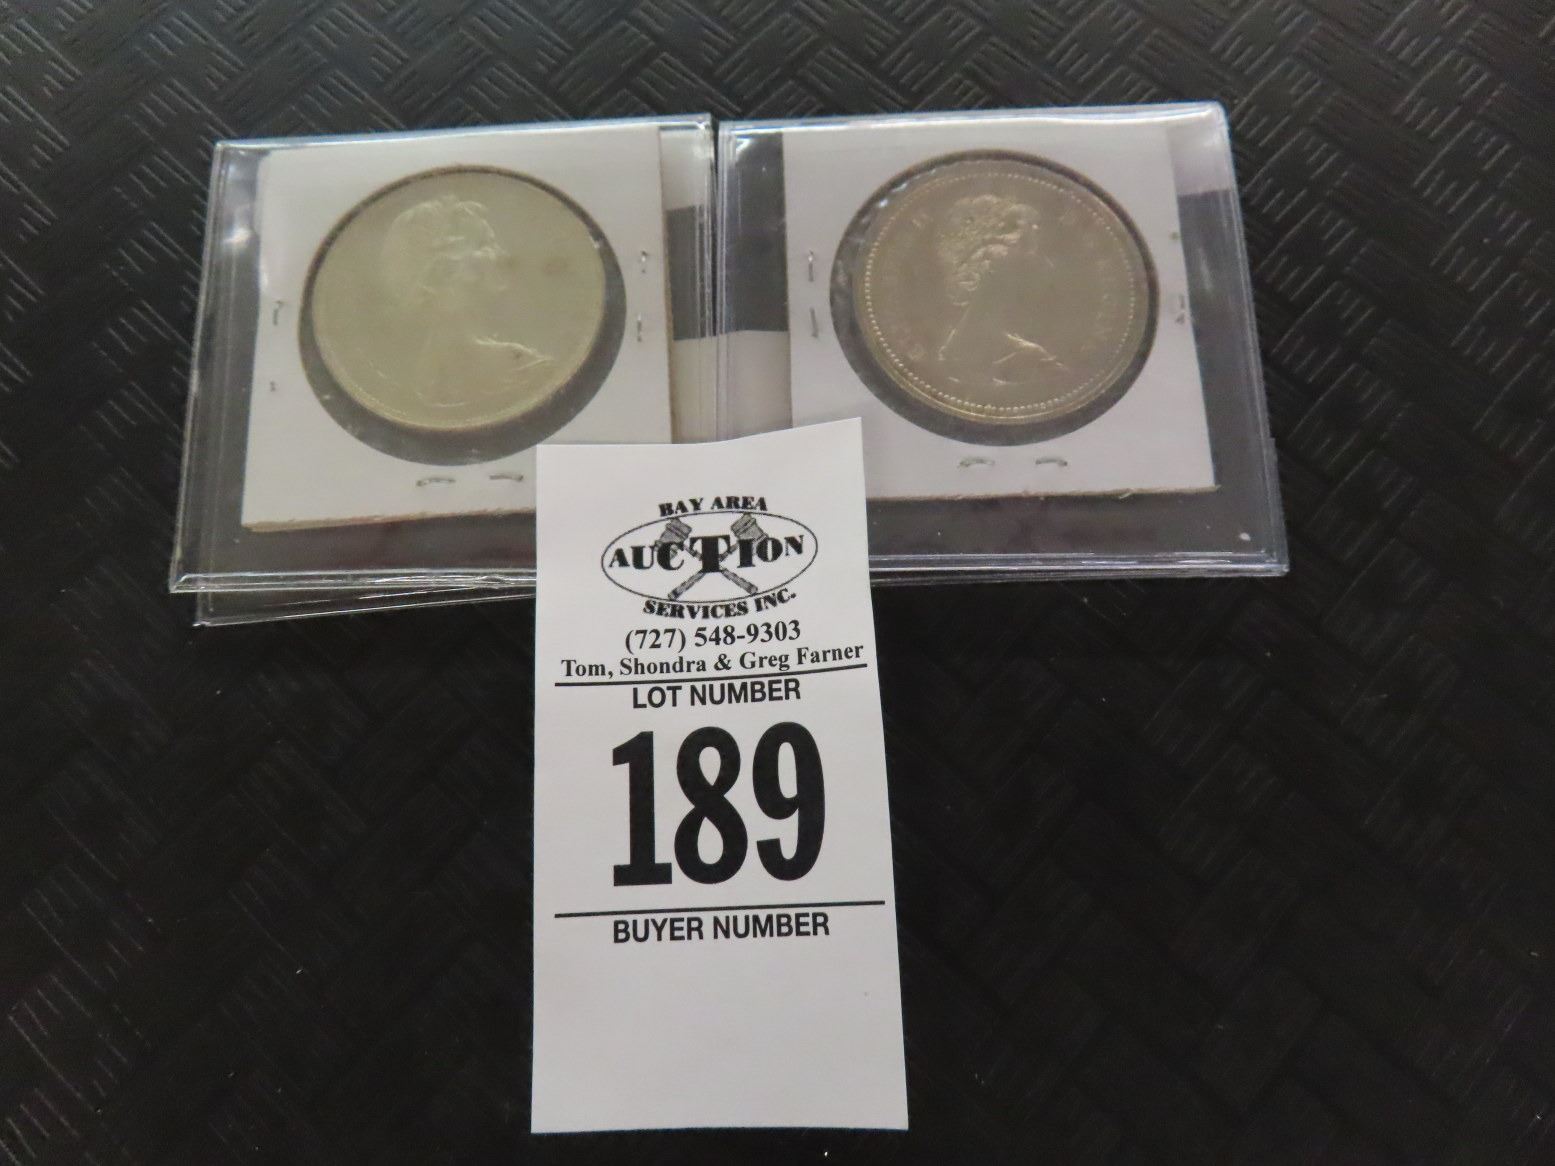 BAY AREA
AUCTION
SERVICES INC.
(727) 548-9303
Tom, Shondra & Greg Farner
LOT NUMBER
189
BUYER NUMBER